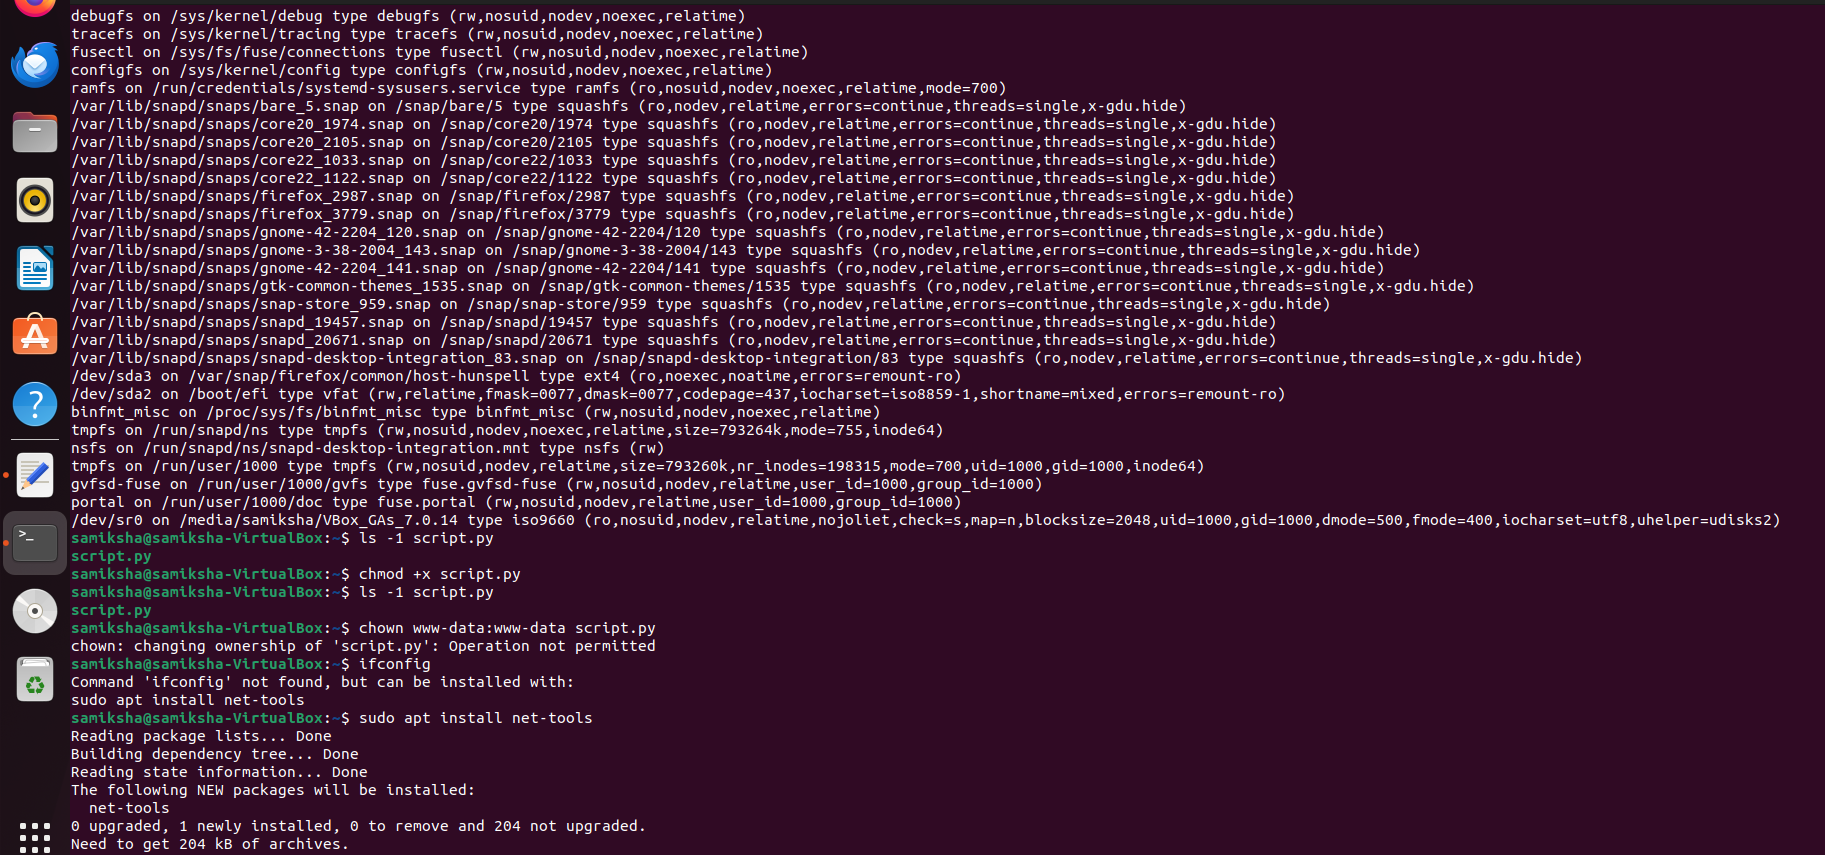 debugfs on /sys/kernel/debug type debugfs (rw,nosuid,nodev,noexec,relatime)
tracefs on /sys/kernel/tracing type tracefs (rw,nosuid,nodev,noexec,relatime)
fusectl on /sys/fs/fuse/connections type fusectl (rw,nosuid,nodev,noexec,relatime)
configfs on /sys/kernel/config type configfs (rw,nosuid,nodev,noexec,relatime)
ramfs on /run/credentials/systemd-sysusers.service type ramfs (ro,nosuid,nodev,noexec,relatime,mode=700)
/var/lib/snapd/snaps/bare_5.snap on /snap/bare/5 type squashfs (ro,nodev,relatime,errors=continue,threads=single,x-gdu.hide)
/var/lib/snapd/snaps/core20_1974.snap on /snap/core20/1974 type squashfs (ro,nodev,relatime,errors=continue,threads=single,x-gdu.hide)
/var/lib/snapd/snaps/core20_2105.snap on /snap/core20/2105 type squashfs (ro,nodev,relatime,errors=continue,threads=single,x-gdu.hide)
/var/lib/snapd/snaps/core22_1033.snap on /snap/core22/1033 type squashfs (ro,nodev,relatime,errors=continue,threads=single,x-gdu.hide)
/var/lib/snapd/snaps/core22_1122.snap on /snap/core22/1122 type squashfs (ro,nodev,relatime,errors=continue,threads=single,x-gdu.hide)
/var/lib/snapd/snaps/firefox_2987.snap on /snap/firefox/2987 type squashfs (ro,nodev,relatime,errors=continue,threads=single,x-gdu.hide)
/var/lib/snapd/snaps/firefox_3779.snap on /snap/firefox/3779 type squashfs (ro,nodev,relatime,errors=continue,threads=single,x-gdu.hide)
/var/lib/snapd/snaps/gnome-42-2204_120.snap on /snap/gnome-42-2204/120 type squashfs (ro,nodev,relatime,errors=continue,threads=single,x-gdu.hide)
/var/lib/snapd/snaps/gnome-3-38-2004_143.snap on /snap/gnome-3-38-2004/143 type squashfs (ro,nodev,relatime,errors=continue,threads=single,x-gdu.hide)
/var/lib/snapd/snaps/gnome-42-2204_141.snap on /snap/gnome-42-2204/141 type squashfs (ro,nodev,relatime,errors=continue,threads=single,x-gdu.hide)
/var/lib/snapd/snaps/gtk-common-themes_1535.snap on /snap/gtk-common-themes/1535 type squashfs (ro,nodev,relatime,errors=continue,threads=single,x-gdu.hide)
/var/lib/snapd/snaps/snap-store_959.snap on /snap/snap-store/959 type squashfs (ro,nodev,relatime,errors=continue,threads=single,x-gdu.hide)
/var/lib/snapd/snaps/snapd_19457.snap on /snap/snapd/19457 type squashfs (ro,nodev,relatime,errors=continue,threads=single,x-gdu.hide)
/var/lib/snapd/snaps/snapd_20671.snap on /snap/snapd/20671 type squashfs (ro,nodev,relatime,errors=continue,threads=single,x-gdu.hide)
/var/lib/snapd/snaps/snapd-desktop-integration_83.snap on /snap/snapd-desktop-integration/83 type squashfs (ro,nodev,relatime,errors=continue,threads=single,x-gdu.hide)
/dev/sda3 on /var/snap/firefox/common/host-hunspell type ext4 (ro,noexec,noatime,errors=remount-ro)
/dev/sda2 on /boot/efi type vfat (rw,relatime,fmask=0077,dmask=0077,codepage=437,iocharset=iso8859-1,shortname=mixed,errors=remount-ro)
binfmt_misc on /proc/sys/fs/binfmt_misc type binfmt_misc (rw,nosuid,nodev,noexec,relatime)
tmpfs on /run/snapd/ns type tmpfs (rw,nosuid,nodev,noexec,relatime,size=793264k,mode=755,inode64)
nsfs on /run/snapd/ns/snapd-desktop-integration.mnt type nsfs (rw)
tmpfs on /run/user/1000 type tmpfs (rw,nosuid,nodev,relatime,size=793260k,nr_inodes=198315,mode=700,uid=1000,gid=1000,inode64)
gvfsd-fuse on /run/user/1000/gvfs type fuse.gvfsd-fuse (rw,nosuid,nodev,relatime,user_id=1000,group_id=1000)
portal on /run/user/1000/doc type fuse.portal (rw,nosuid,nodev,relatime,user_id=1000,group_id=1000)
/dev/sr0 on /media/samiksha/VBox_GAs_7.0.14 type iso9660 (ro,nosuid,nodev,relatime,nojoliet,check=s,map=n,blocksize=2048,uid=1000,gid=1000,dmode=500,fmode=400,iocharset=utf8,uhelper=udisks2)
samiksha@samiksha-VirtualBox:~$ ls -1 script.py
script.py
samiksha@samiksha-VirtualBox:~$ chmod +x script.py
samiksha@samiksha-VirtualBox:~$ ls -1 script.py
script.py
samiksha@samiksha-VirtualBox:~$ chown www-data:www-data script.py
chown: changing ownership of 'script.py': Operation not permitted
samiksha@samiksha-VirtualBox:~$ ifconfig
Command 'ifconfig' not found, but can be installed with:
sudo apt install net-tools
samiksha@samiksha-VirtualBox:~$ sudo apt install net-tools
Reading package lists... Done
Building dependency tree... Done
Reading state information... Done
The following NEW packages will be installed:
  net-tools
0 upgraded, 1 newly installed, 0 to remove and 204 not upgraded.
Need to get 204 kB of archives.